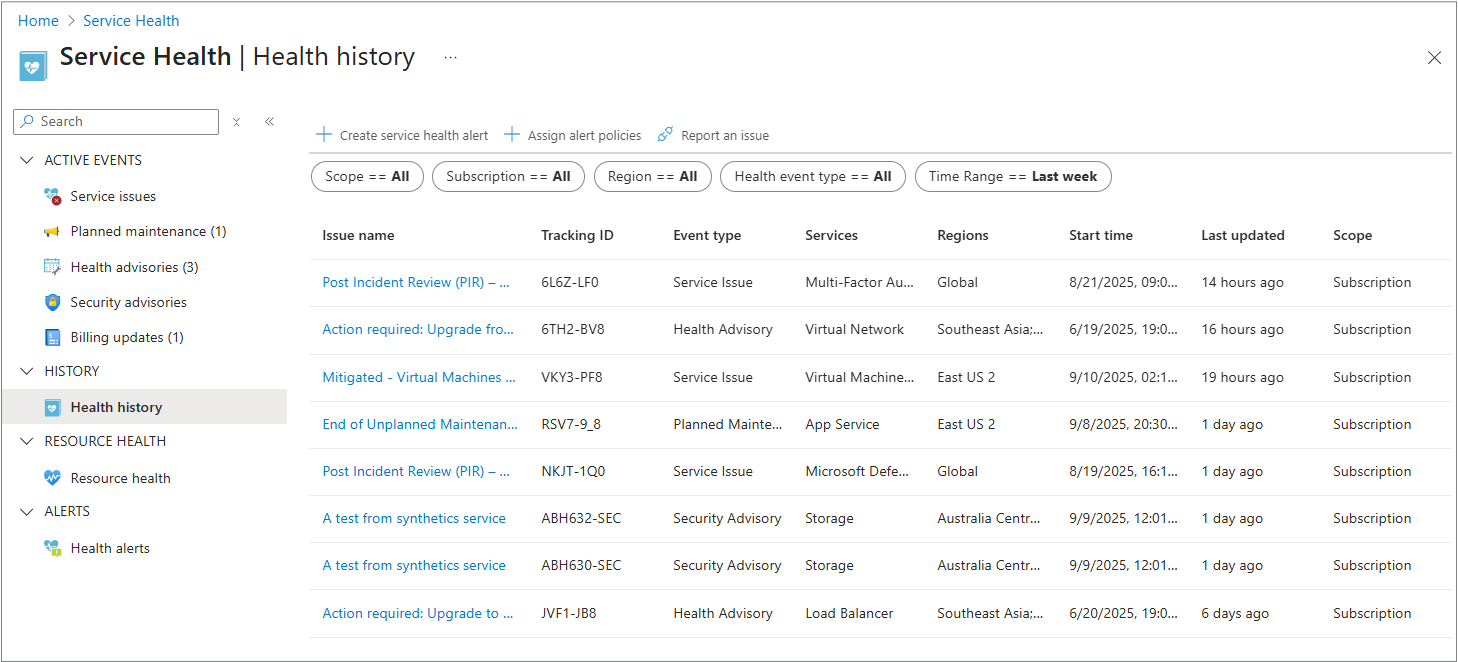 Home > Service Health
Service Health | Health history ...
Search
ACTIVE EVENTS
Service issues
Planned maintenance (1)
Health advisories (3)
Security advisories
Billing updates (1)
HISTORY
Health history
RESOURCE HEALTH
Resource health
ALERTS
Health alerts
Create service health alert Assign alert policies Report an issue
Scope == All Subscription == All Region == All Health event type == All Time Range == Last week
Issue name Tracking ID Event type Services Regions Start time Last updated Scope
Post Incident Review (PIR) – ... 6L6Z-LF0 Service Issue Multi-Factor Au... Global 8/21/2025, 09:0... 14 hours ago Subscription
Action required: Upgrade fro... 6TH2-BV8 Health Advisory Virtual Network Southeast Asia;... 6/19/2025, 19:0... 16 hours ago Subscription
Mitigated - Virtual Machines ... VKY3-PF8 Service Issue Virtual Machine... East US 2 9/10/2025, 02:1... 19 hours ago Subscription
End of Unplanned Maintenan... RSV7-9_8 Planned Mainte... App Service East US 2 9/8/2025, 20:30... 1 day ago Subscription
Post Incident Review (PIR) – ... NKJT-1Q0 Service Issue Microsoft Defe... Global 8/19/2025, 16:1... 1 day ago Subscription
A test from synthetics service ABH632-SEC Security Advisory Storage Australia Centr... 9/9/2025, 12:01... 1 day ago Subscription
A test from synthetics service ABH630-SEC Security Advisory Storage Australia Centr... 9/9/2025, 12:01... 1 day ago Subscription
Action required: Upgrade to ... JVF1-JB8 Health Advisory Load Balancer Southeast Asia;... 6/20/2025, 19:0... 6 days ago Subscription